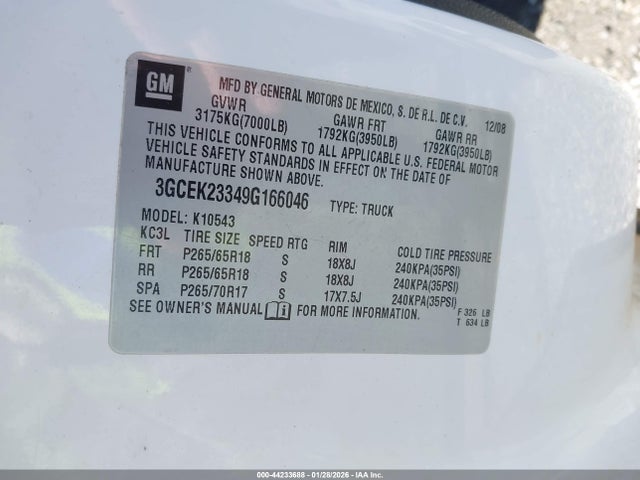 GM ®
MFD BY GENERAL MOTORS DE MEXICO, S. DE R.L. DE C.V. 12/08
GVWR GAWR FRT GAWR RR
3175KG(7000LB) 1792KG(3950LB) 1792KG(3950LB)
THIS VEHICLE CONFORMS TO ALL APPLICABLE U.S. FEDERAL MOTOR
VEHICLE SAFETY STANDARDS IN EFFECT ON THE DATE OF
MANUFACTURE SHOWN ABOVE.
3GCEK23349G166046 TYPE: TRUCK
MODEL: K10543
KC3L TIRE SIZE SPEED RTG RIM COLD TIRE PRESSURE
FRT P265/65R18 S 18X8J 240KPA(35PSI)
RR P265/65R18 S 18X8J 240KPA(35PSI)
SPA P265/70R17 S 17X7.5J 240KPA(35PSI)
SEE OWNER'S MANUAL FOR MORE INFORMATION.
F 326 LB
T 634 LB
000-44233688 - 01/28/2026 - IAA Holdings, LLC.